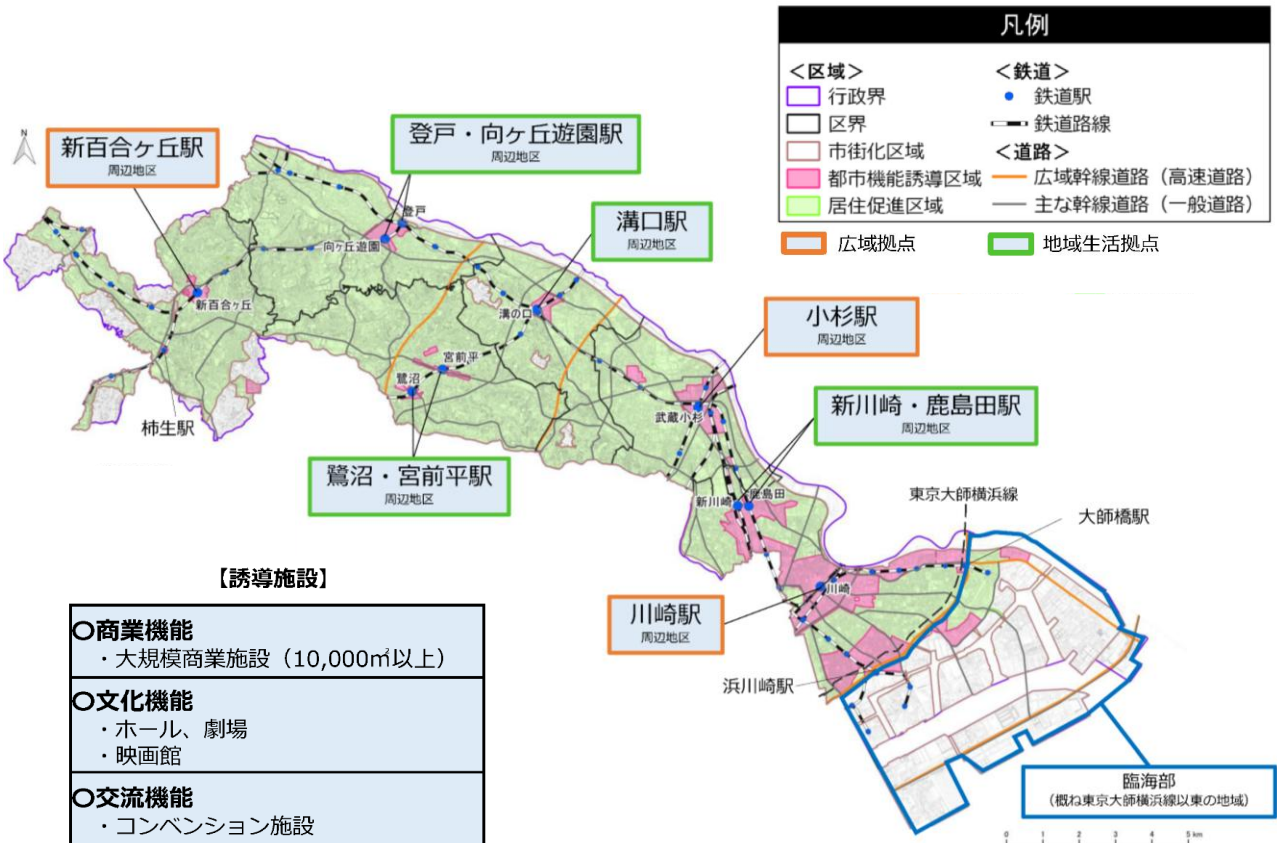 凡例
＜区域＞
行政界
区界
市街化区域
都市機能誘導区域
居住促進区域
＜鉄道＞
鉄道駅
鉄道路線
＜道路＞
広域幹線道路（高速道路）
主な幹線道路（一般道路）
広域拠点
地域生活拠点
N
新百合ヶ丘駅
周辺地区
登戸・向ヶ丘遊園駅
周辺地区
溝口駅
周辺地区
小杉駅
周辺地区
新川崎・鹿島田駅
周辺地区
鷺沼・宮前平駅
周辺地区
川崎駅
周辺地区
登戸
向ヶ丘遊園
新百合ヶ丘
溝の口
宮前平
鷺沼
武蔵小杉
柿生駅
新川崎
鹿島田
東京大師横浜線
大師橋駅
川崎
浜川崎駅
臨海部
（概ね東京大師横浜線以東の地域）
0 1 2 3 4 5 km
【誘導施設】
〇商業機能
・大規模商業施設（10,000㎡以上）
〇文化機能
・ホール、劇場
・映画館
〇交流機能
・コンベンション施設